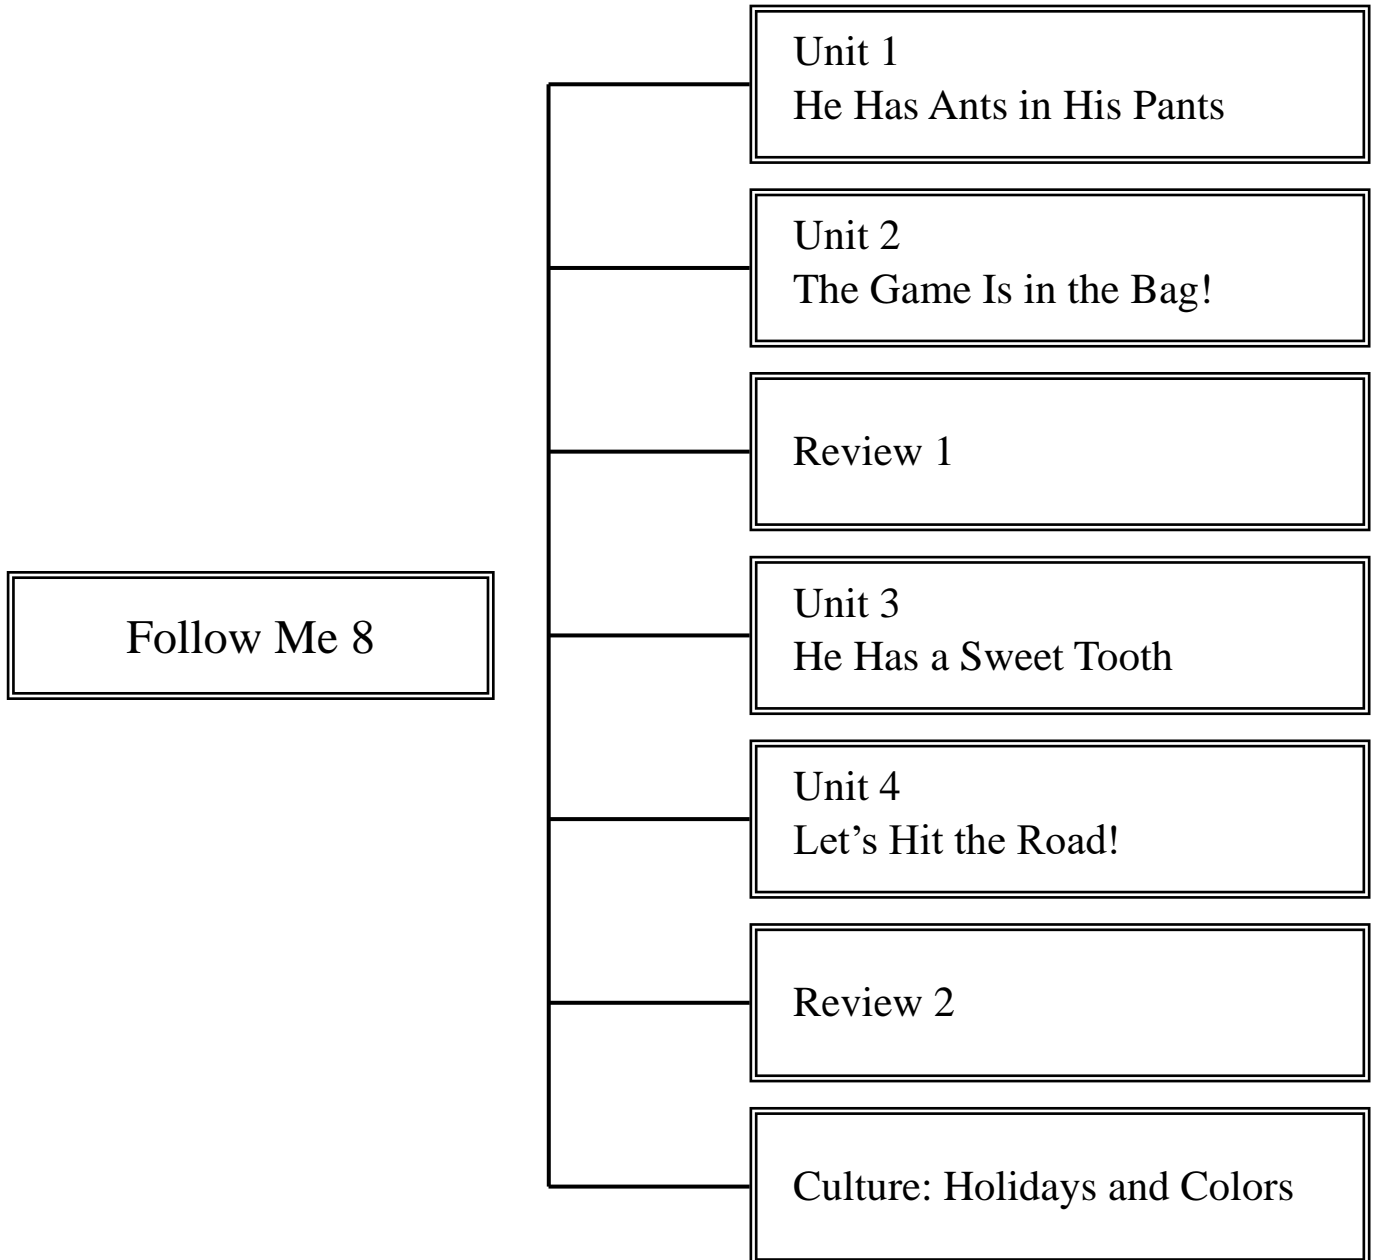 Follow Me 8
Unit 1
He Has Ants in His Pants
Unit 2
The Game Is in the Bag!
Review 1
Unit 3
He Has a Sweet Tooth
Unit 4
Let’s Hit the Road!
Review 2
Culture: Holidays and Colors